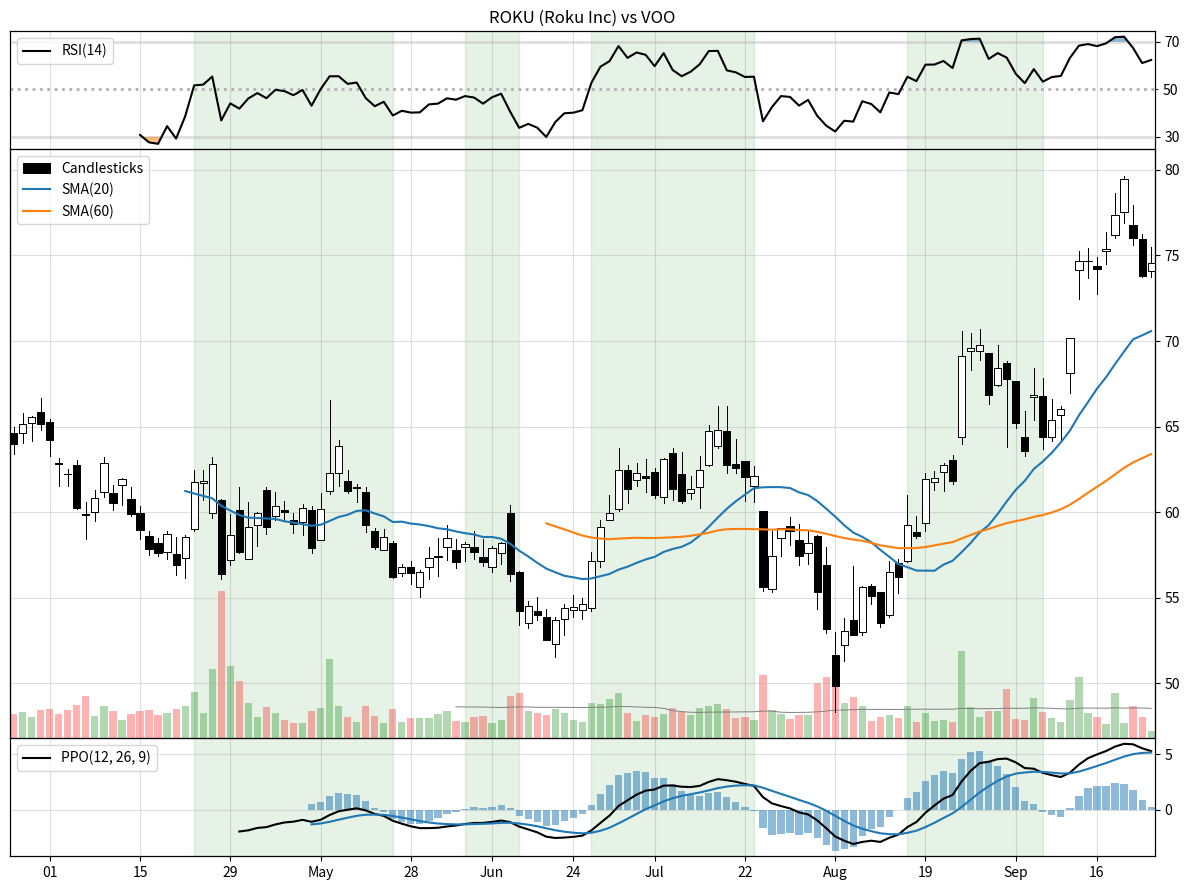 ROKU (Roku Inc) vs VOO
RSI(14)
70
50
30
Candlesticks
SMA(20)
SMA(60)
80
75
70
65
60
55
50
PPO(12, 26, 9)
5
0
01 15 29 May 28 Jun 24 Jul 22 Aug 19 Sep 16